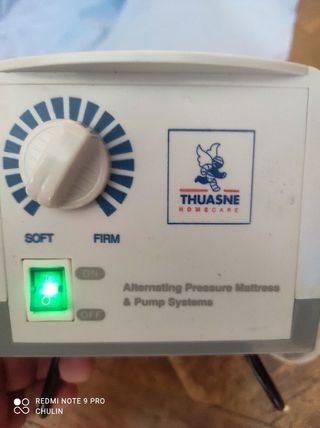 THUASNE
HOMECARE
SOFT FIRM
ON
Alternating Pressure Mattress
& Pump Systems
OFF
REDMI NOTE 9 PRO
CHULIN